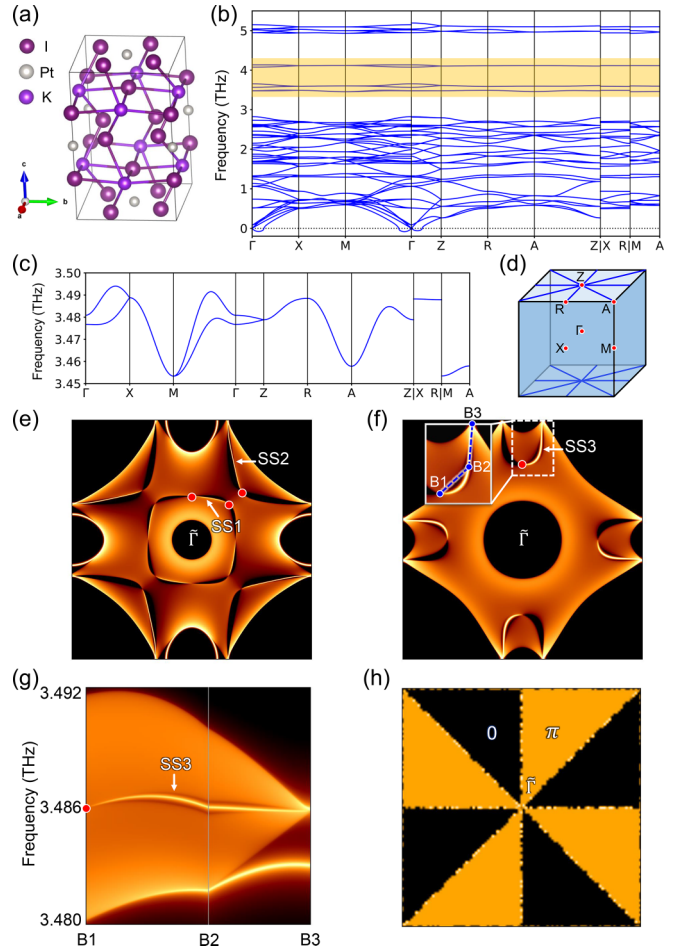 (a)
I
Pt
K
c
b
a
(b)
Frequency (THz)
5
4
3
2
1
0
Γ X M Γ Z R A Z|X R|M A
(c)
Frequency (THz)
3.50
3.49
3.48
3.47
3.46
3.45
Γ X M Γ Z R A Z|X R|M A
(d)
Z
R A
Γ
X M
(e)
SS2
SS1
Γ̃
(f)
B3
SS3
B2
B1
Γ̃
(g)
Frequency (THz)
3.492
3.486
3.480
SS3
B1 B2 B3
(h)
0 π
Γ̃